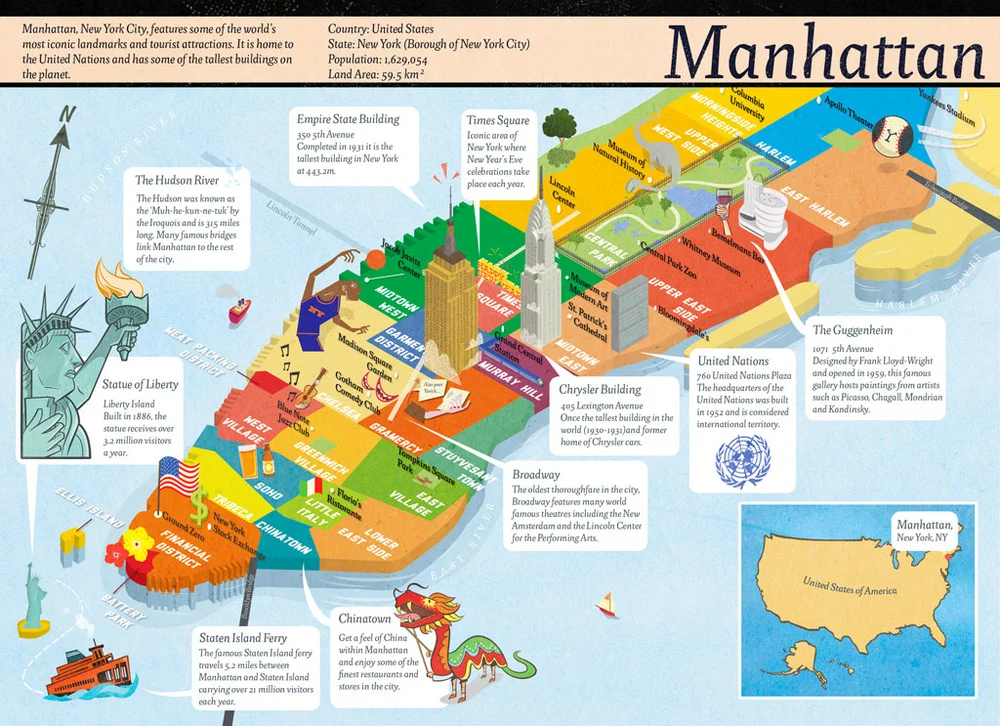 Manhattan, New York City, features some of the world's
most iconic landmarks and tourist attractions. It is home to
the United Nations and has some of the tallest buildings on
the planet.
Country: United States
State: New York (Borough of New York City)
Population: 1,629,054
Land Area: 59.5 km²
Manhattan
N
HUDSON RIVER
The Hudson River
The Hudson was known as
the 'Muh-he-kun-ne-tuk' by
the Iroquois and is 315 miles
long. Many famous bridges
link Manhattan to the rest
of the city.
Empire State Building
350 5th Avenue
Completed in 1931 it is the
tallest building in New York
at 443.2m.
Times Square
Iconic area of
New York where
New Year's Eve
celebrations take
place each year.
Lincoln Tunnel
Columbia
University
MORNINGSIDE
HEIGHTS
Apollo Theater
Yankees Stadium
Y
UPPER
WEST SIDE
HARLEM
Museum of
Natural History
Lincoln
Center
EAST HARLEM
CENTRAL
PARK
Bemelmans Bar
Whitney Museum
Central Park Zoo
UPPER EAST
SIDE
Bloomingdale's
HARLEM RIVER
Jacob Javits
Center
MIDTOWN
WEST
TIMES
SQUARE
Museum of
Modern Art
St. Patrick's
Cathedral
MIDTOWN
EAST
NY
GARMENT
DISTRICT
Grand Central
Station
MURRAY HILL
MEAT PACKING
DISTRICT
Madison Square
Garden
Gotham
Comedy Club
CHELSEA
Blue Note
Jazz Club
WEST
VILLAGE
GREENWICH
VILLAGE
GRAMERCY
STUYVESANT
TOWN
Tompkins Square
Park
EAST
VILLAGE
SOHO
LITTLE
ITALY
Florio's
Ristorante
TRIBECA
CHINATOWN
LOWER
EAST SIDE
$
Ground Zero
New York
Stock Exchange
FINANCIAL
DISTRICT
BATTERY
PARK
ELLIS ISLAND
EAST RIVER
Brooklyn Bridge
Statue of Liberty
Liberty Island
Built in 1886, the
statue receives over
3.2 million visitors
a year.
Chrysler Building
405 Lexington Avenue
Once the tallest building in the
world (1930-1931)and former
home of Chrysler cars.
United Nations
760 United Nations Plaza
The headquarters of the
United Nations was built
in 1952 and is considered
international territory.
The Guggenheim
1071 5th Avenue
Designed by Frank Lloyd-Wright
and opened in 1959, this famous
gallery hosts paintings from artists
such as Picasso, Chagall, Mondrian
and Kandinsky.
Broadway
The oldest thoroughfare in the city,
Broadway features many world
famous theatres including the New
Amsterdam and the Lincoln Center
for the Performing Arts.
Staten Island Ferry
The famous Staten Island ferry
travels 5.2 miles between
Manhattan and Staten Island
carrying over 21 million visitors
each year.
Chinatown
Get a feel of China
within Manhattan
and enjoy some of the
finest restaurants and
stores in the city.
Manhattan,
New York, NY
United States of America